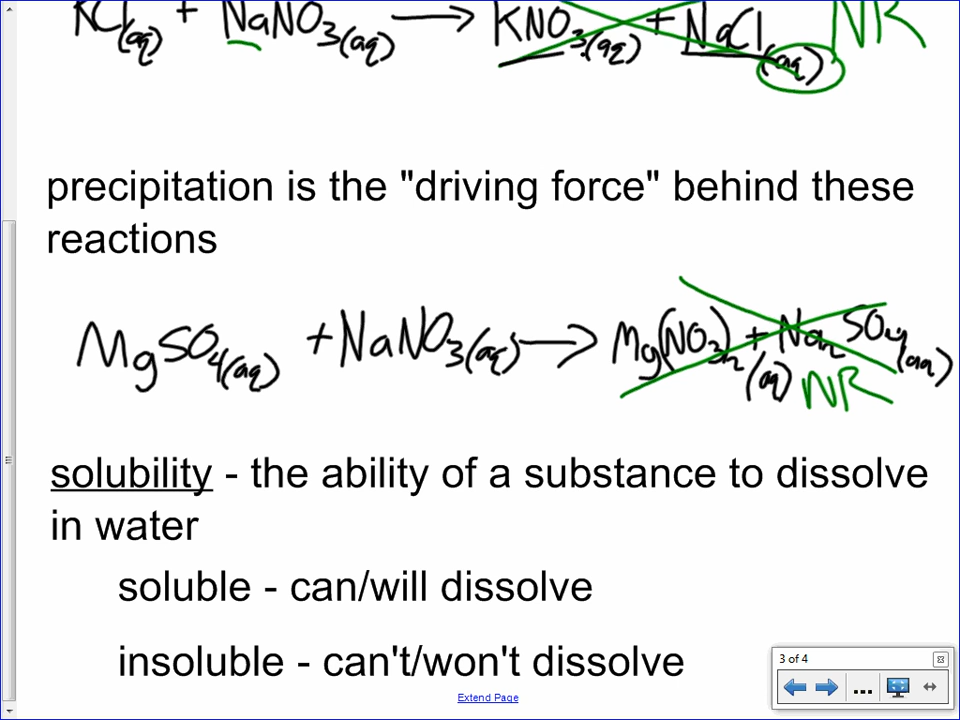 KCl(aq) + NaNO3(aq) → KNO3(aq) + NaCl(aq) NR
precipitation is the "driving force" behind these
reactions
MgSO4(aq) + NaNO3(aq) → Mg(NO3)2(aq) + Na2SO4(aq) NR
solubility - the ability of a substance to dissolve
in water
soluble - can/will dissolve
insoluble - can't/won't dissolve
3 of 4
Extend Page